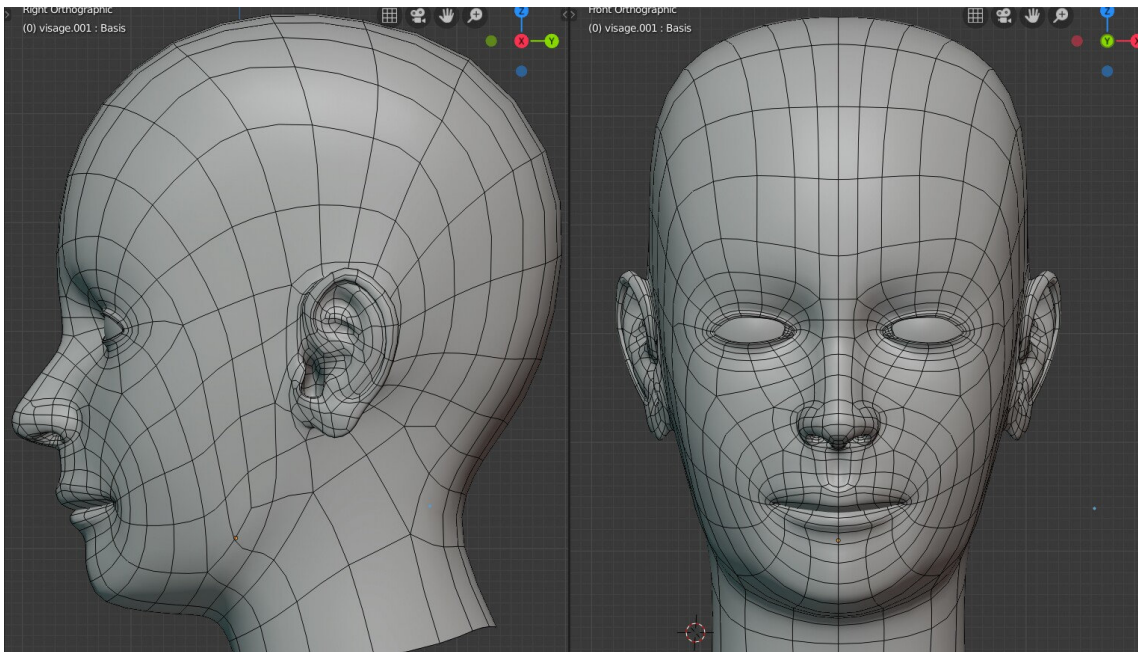 Right Orthographic
(0) visage.001 : Basis
Z
X
Y
Front Orthographic
(0) visage.001 : Basis
Z
Y
X